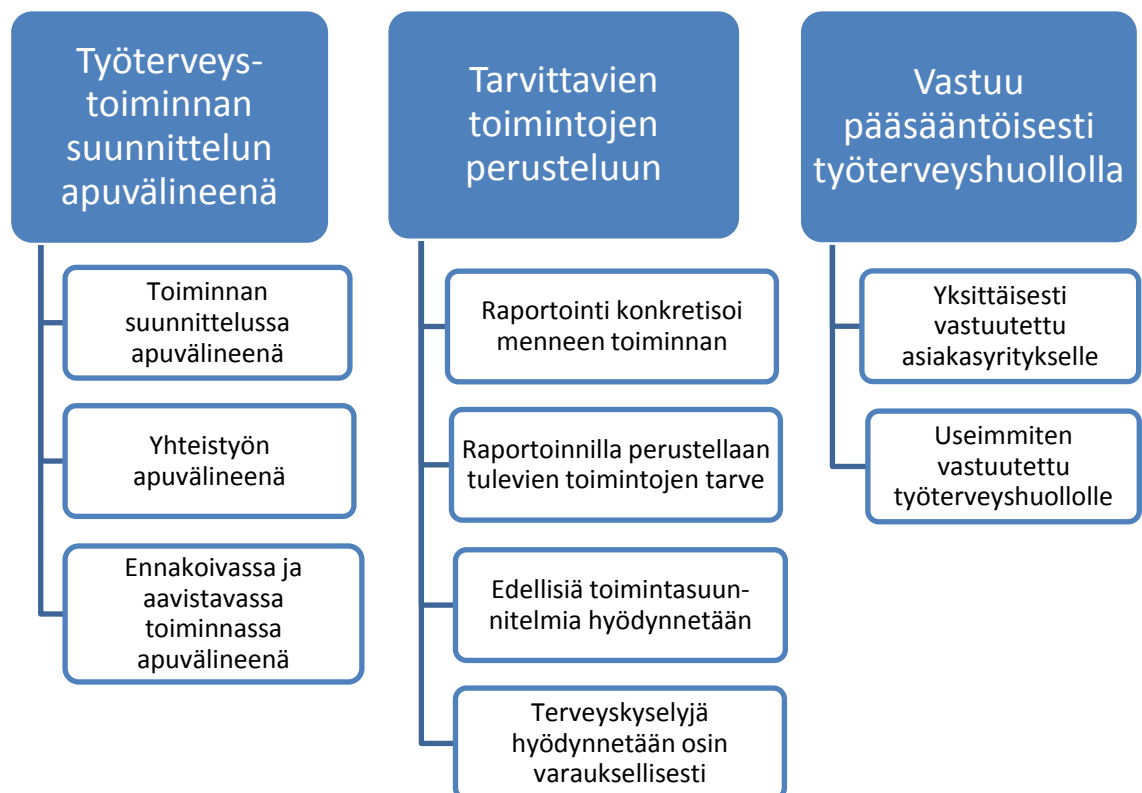 Työterveys-
toiminnan
suunnittelun
apuvälineenä
Toiminnan
suunnittelussa
apuvälineenä
Yhteistyön
apuvälineenä
Ennakoivassa ja
aavistavassa
toiminnassa
apuvälineenä
Tarvittavien
toimintojen
perusteluun
Raportointi konkretisoi
menneen toiminnan
Raportoinnilla perustellaan
tulevien toimintojen tarve
Edellisiä toimintasuun-
nitelmia hyödynnetään
Terveyskyselyjä
hyödynnetään osin
varauksellisesti
Vastuu
pääsääntöisesti
työterveyshuollolla
Yksittäisesti
vastuutettu
asiakasyritykselle
Useimmiten
vastuutettu
työterveyshuollolle